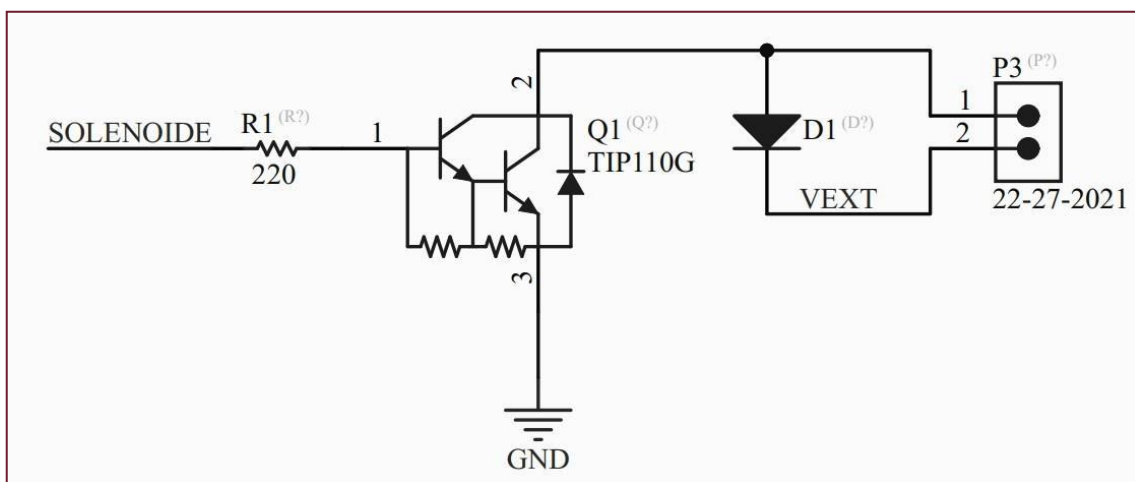 SOLENOIDE
R1 (R?)
220
1
2
3
Q1 (Q?)
TIP110G
GND
D1 (D?)
VEXT
P3 (P?)
1
2
22-27-2021